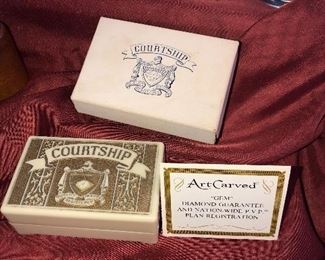 COURTSHIP
COURTSHIP
ArtCarved
"GEM"
DIAMOND GUARANTEE
AND NATION-WIDE P.V.P.
PLAN REGISTRATION